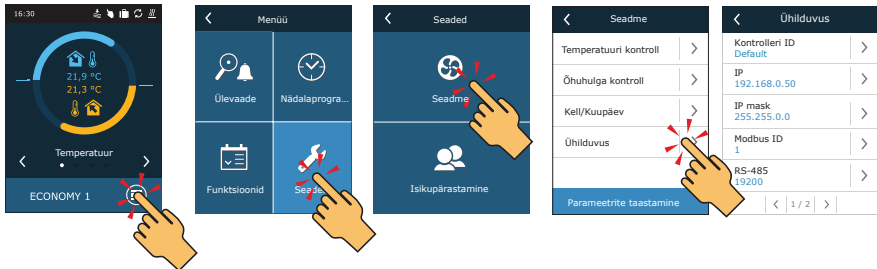 16:30
21,9 °C
21,3 °C
Temperatuur
ECONOMY 1
Menüü
Ülevaade
Nädalaprogra...
Funktsioonid
Seaded
Seaded
Seadme
Isikupärastamine
Seadme
Temperatuuri kontroll
Õhuhulga kontroll
Kell/Kuupäev
Ühilduvus
Parameetrite taastamine
Ühilduvus
Kontrolleri ID
Default
IP
192.168.0.50
IP mask
255.255.0.0
Modbus ID
1
RS-485
19200
1 / 2